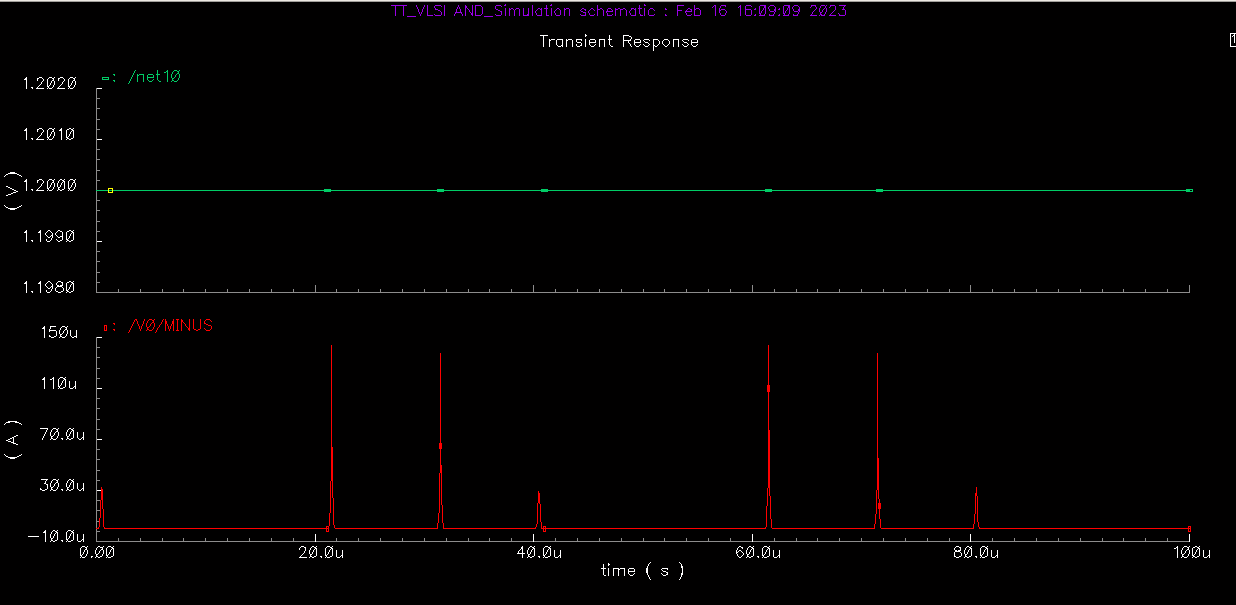 TT_VLSI AND_Simulation schematic : Feb 16 16:09:09 2023
Transient Response
1
-: /net10
1.2020
1.2010
1.2000
1.1990
1.1980
( V )
: /V0/MINUS
150u
110u
70.0u
30.0u
-10.0u
( A )
0.00 20.0u 40.0u 60.0u 80.0u 100u
time ( s )